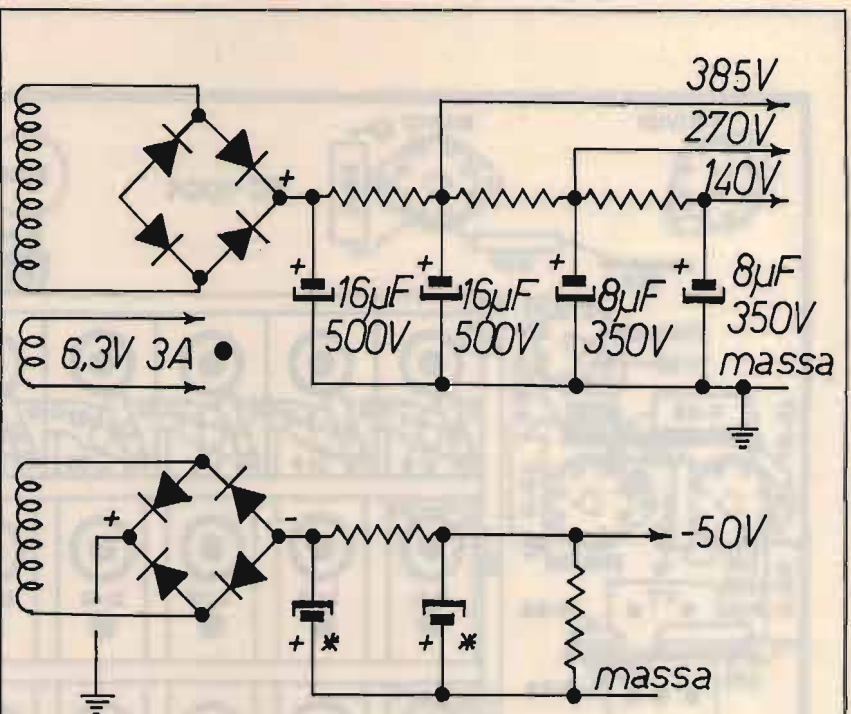 385V
270V
140V
+
+ + + +
16µF 500V
16µF 500V
8µF 350V
8µF 350V
massa
6,3V 3A
+ -
-50V
+ * + *
massa